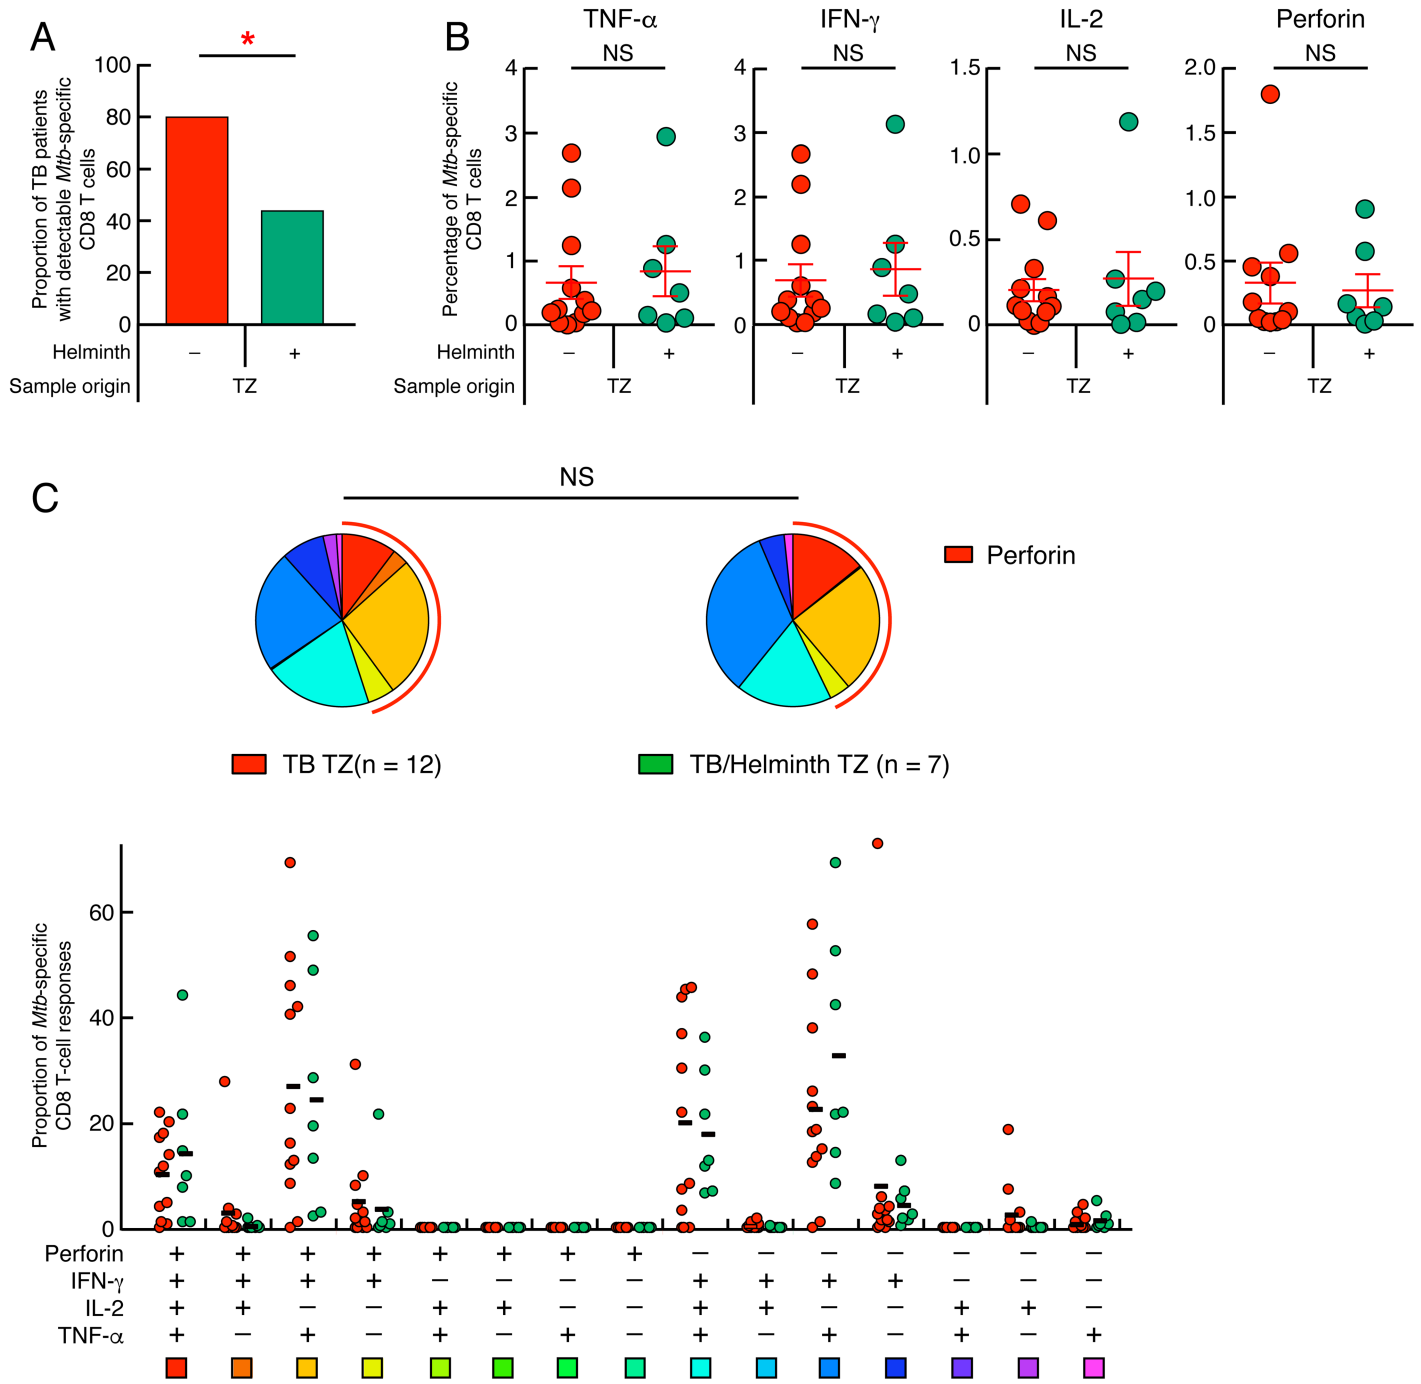 A
*
Proportion of TB patients
with detectable Mtb-specific
CD8 T cells
100
80
60
40
20
0
Helminth – +
Sample origin TZ
B
TNF-α IFN-γ IL-2 Perforin
NS NS NS NS
Percentage of Mtb-specific
CD8 T cells
4
3
2
1
0
4
3
2
1
0
1.5
1.0
0.5
0
2.0
1.5
1.0
0.5
0
Helminth – + – + – + – +
Sample origin TZ TZ TZ TZ
C
NS
Perforin
TB TZ(n = 12) TB/Helminth TZ (n = 7)
Proportion of Mtb-specific
CD8 T-cell responses
60
40
20
0
Perforin + + + + + + + + – – – – – – –
IFN-γ + + + + – – – – + + + + – – –
IL-2 + + – – + + – – + + – – + + –
TNF-α + – + – + – + – + – + – + – +